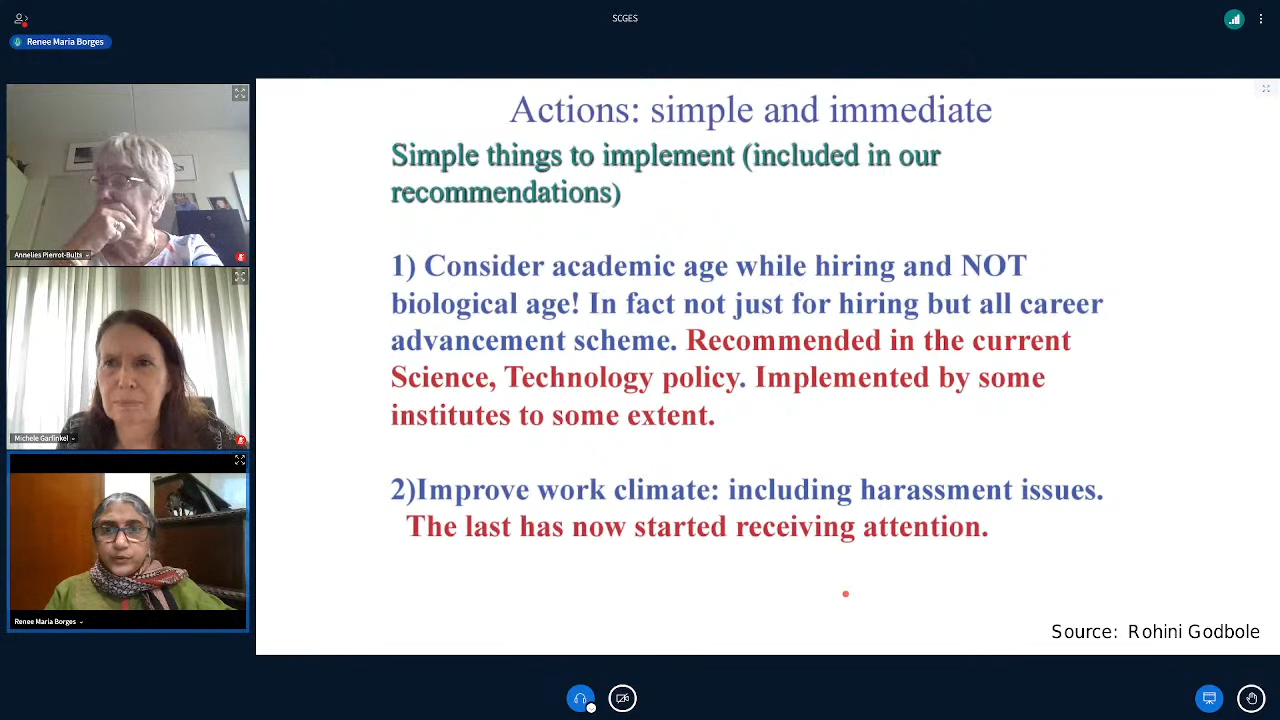 SCGES
Renee Maria Borges
Annelies Pierrot-Bults
Michele Garfinkel
Renee Maria Borges
Actions: simple and immediate
Simple things to implement (included in our
recommendations)
1) Consider academic age while hiring and NOT
biological age! In fact not just for hiring but all career
advancement scheme. Recommended in the current
Science, Technology policy. Implemented by some
institutes to some extent.
2)Improve work climate: including harassment issues.
The last has now started receiving attention.
Source: Rohini Godbole